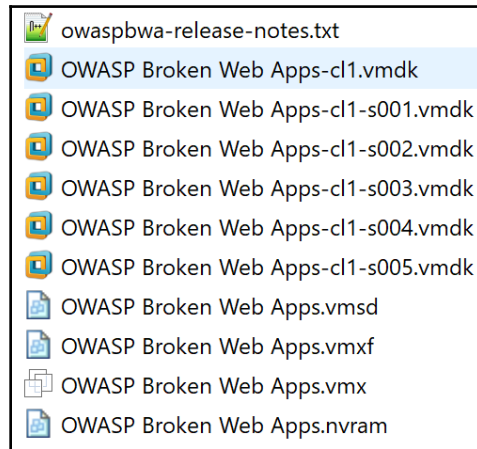 owaspbwa-release-notes.txt
OWASP Broken Web Apps-cl1.vmdk
OWASP Broken Web Apps-cl1-s001.vmdk
OWASP Broken Web Apps-cl1-s002.vmdk
OWASP Broken Web Apps-cl1-s003.vmdk
OWASP Broken Web Apps-cl1-s004.vmdk
OWASP Broken Web Apps-cl1-s005.vmdk
OWASP Broken Web Apps.vmsd
OWASP Broken Web Apps.vmxf
OWASP Broken Web Apps.vmx
OWASP Broken Web Apps.nvram